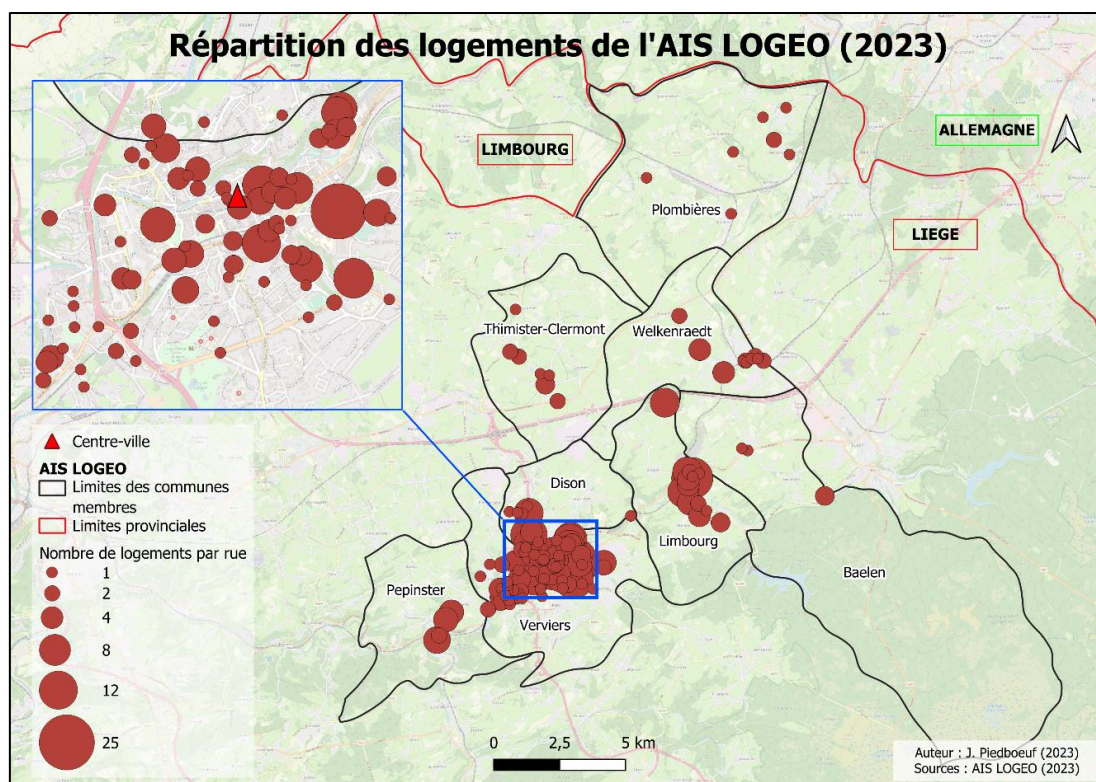 Répartition des logements de l'AIS LOGEO (2023)
LIMBOURG
ALLEMAGNE
LIEGE
Plombières
Thimister-Clermont
Welkenraedt
Dison
Limbourg
Baelen
Pepinster
Verviers
Centre-ville
AIS LOGEO
Limites des communes
membres
Limites provinciales
Nombre de logements par rue
1
2
4
8
12
25
0 2,5 5 km
Auteur : J. Piedboeuf (2023)
Sources : AIS LOGEO (2023)